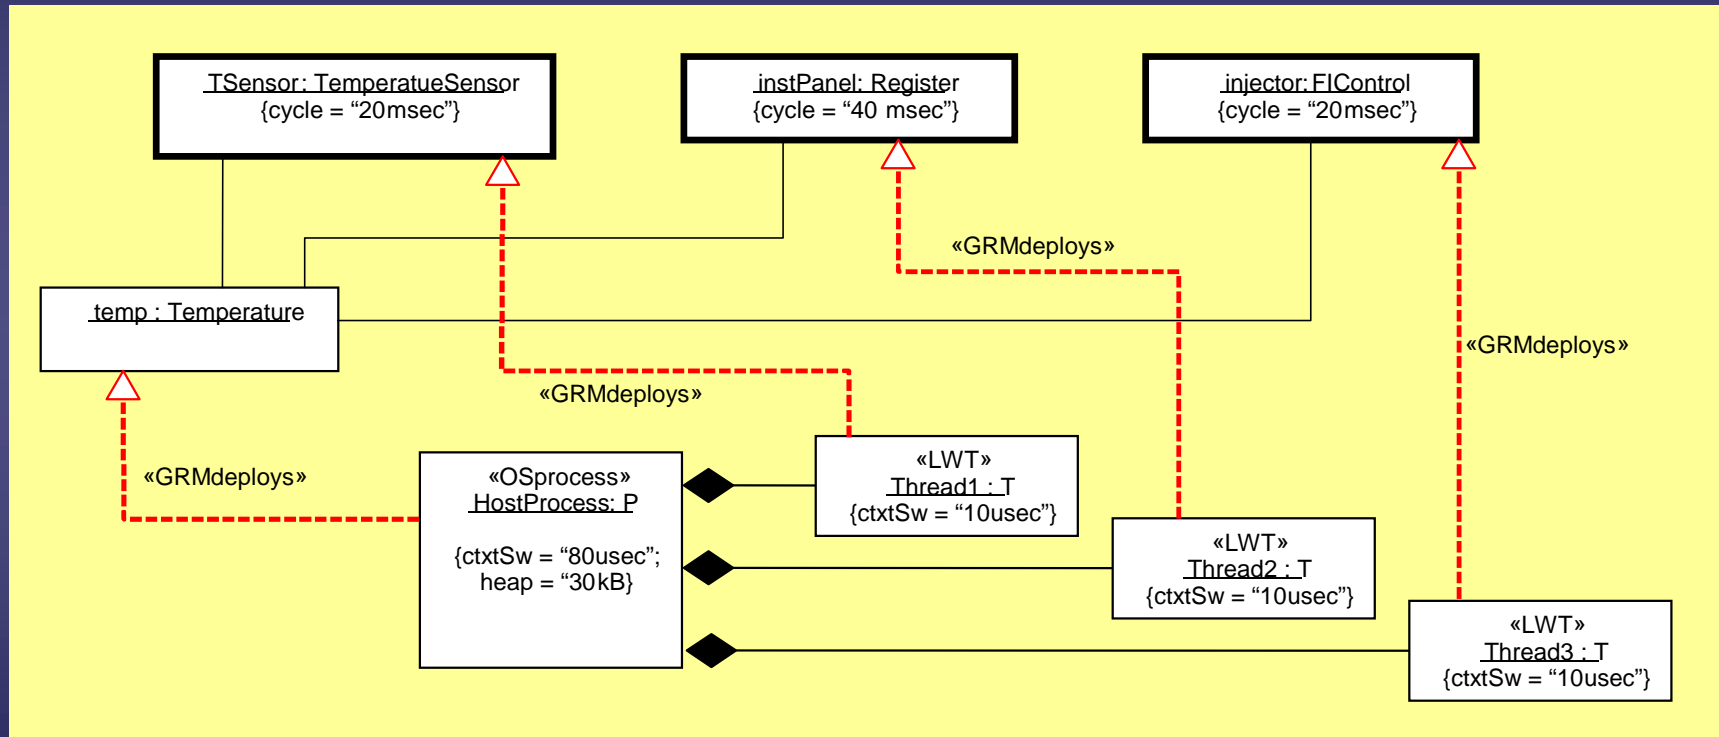 TSensor: TemperatueSensor
{cycle = “20msec”}
instPanel: Register
{cycle = “40 msec”}
injector: FIControl
{cycle = “20msec”}
«GRMdeploys»
temp : Temperature
«GRMdeploys»
«GRMdeploys»
«GRMdeploys»
«OSprocess»
HostProcess: P
{ctxtSw = “80usec”;
heap = “30kB}
«LWT»
Thread1 : T
{ctxtSw = “10usec”}
«LWT»
Thread2 : T
{ctxtSw = “10usec”}
«LWT»
Thread3 : T
{ctxtSw = “10usec”}